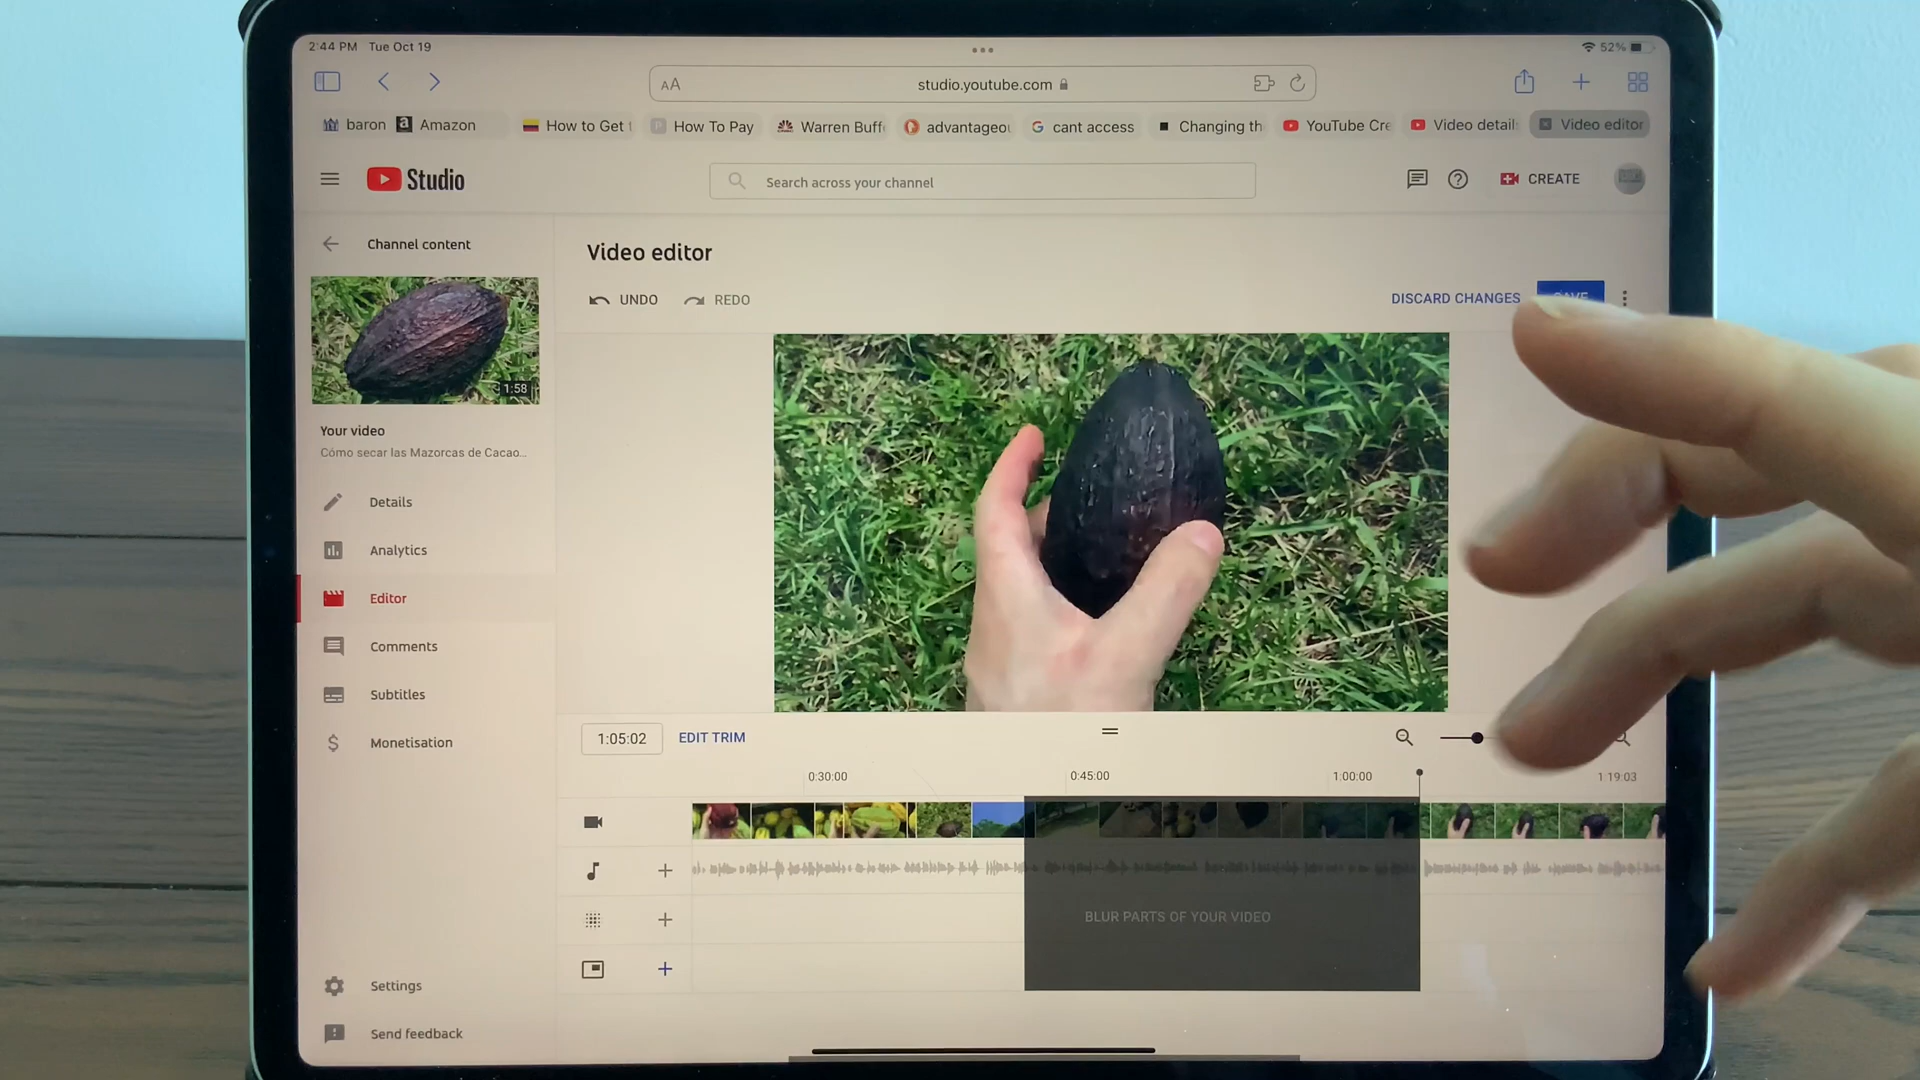 2:44 PM Tue Oct 19
52%
AA studio.youtube.com
baron
a Amazon
How to Get
How To Pay
Warren Buff
advantageou
G cant access
Changing th
YouTube Cre
Video detail
Video editor
Studio
Search across your channel
CREATE
Channel content
Video editor
UNDO
REDO
DISCARD CHANGES
SAVE
1:58
Your video
Cómo secar las Mazorcas de Cacao...
Details
Analytics
Editor
Comments
Subtitles
Monetisation
Settings
Send feedback
1:05:02
EDIT TRIM
0:30:00
0:45:00
1:00:00
1:19:03
BLUR PARTS OF YOUR VIDEO